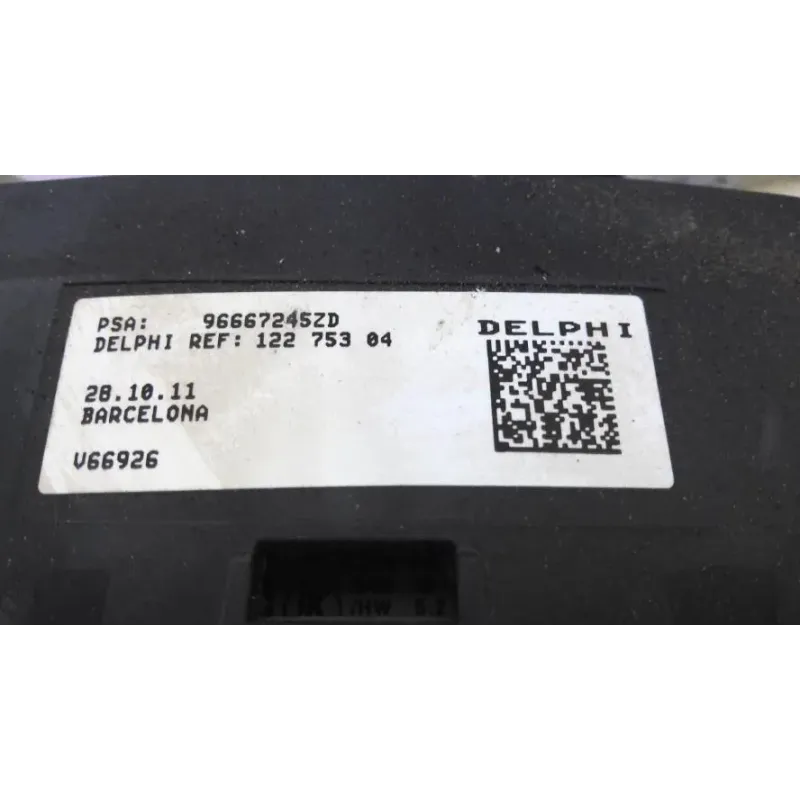 PSA: 96667245ZD
DELPHI REF: 122 753 04
DELPHI
28.10.11
BARCELONA
V66926